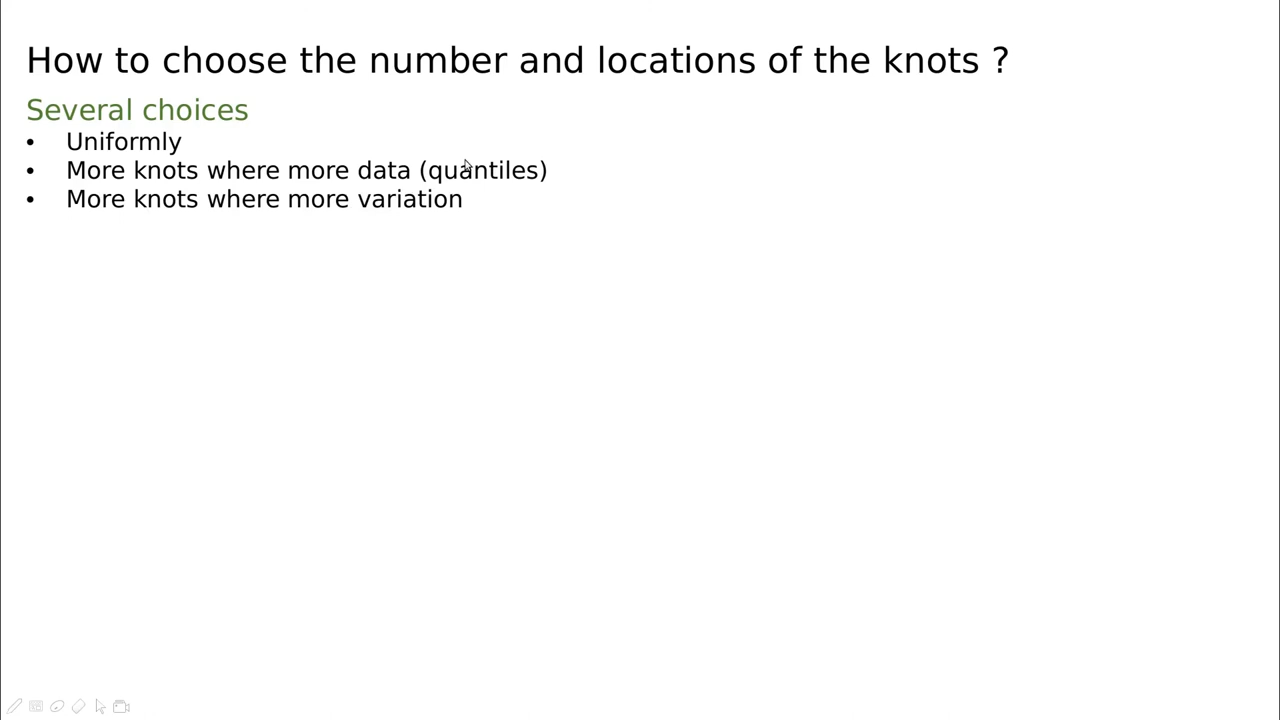 How to choose the number and locations of the knots ?
Several choices
• Uniformly
• More knots where more data (quantiles)
• More knots where more variation